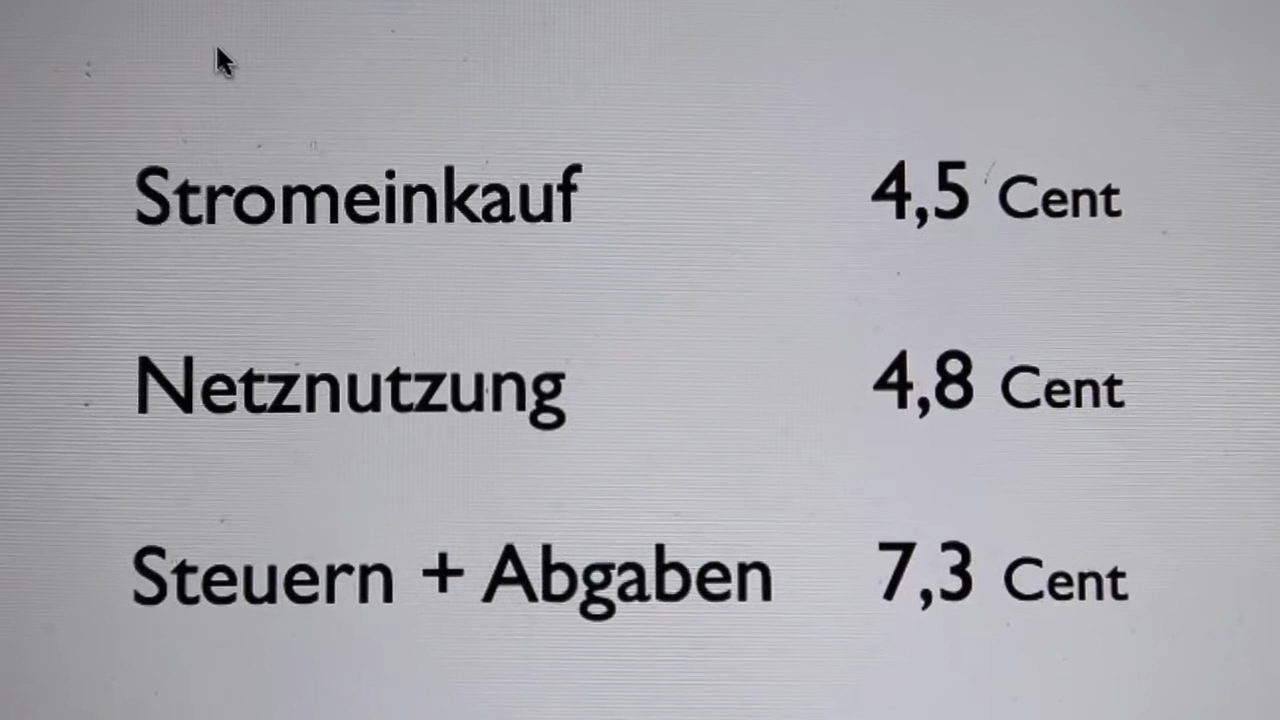 Stromeinkauf 4,5 Cent
Netznutzung 4,8 Cent
Steuern + Abgaben 7,3 Cent